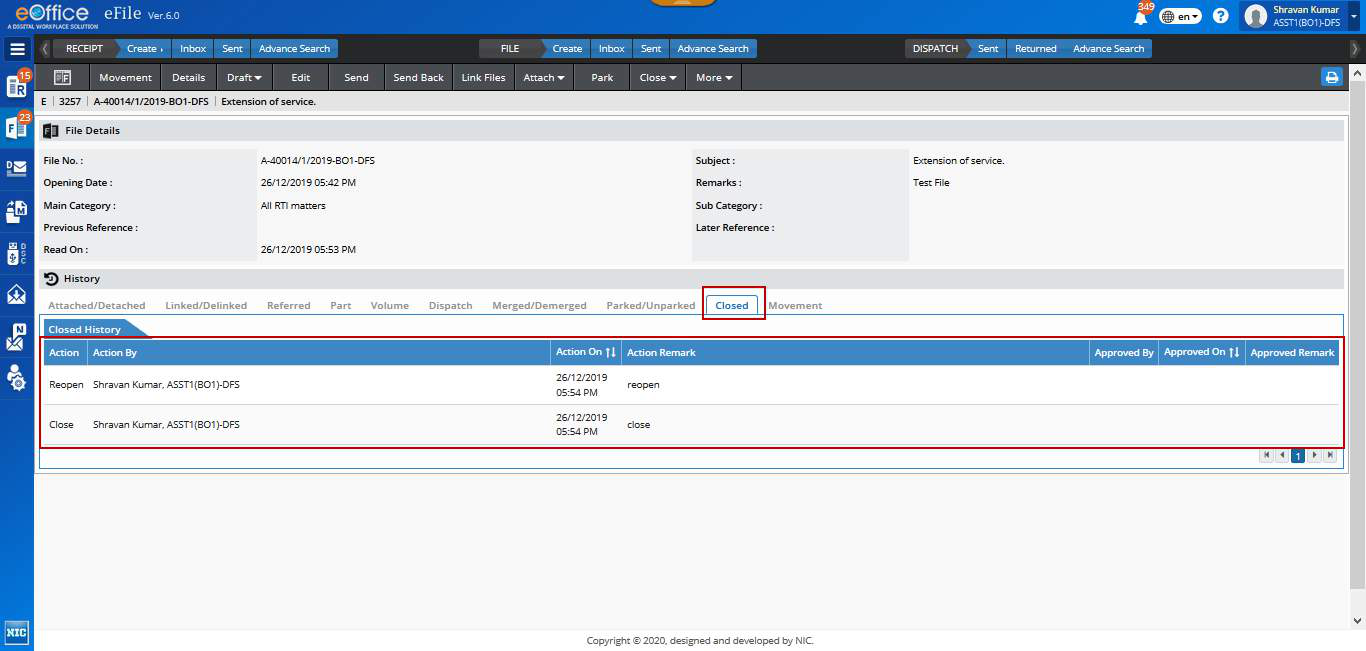 eOffice
A DIGITAL WORKPLACE SOLUTION
eFile Ver.6.0
349
en
?
Shravan Kumar
ASST1(BO1)-DFS
RECEIPT Create Inbox Sent Advance Search
FILE Create Inbox Sent Advance Search
DISPATCH Sent Returned Advance Search
Movement Details Draft Edit Send Send Back Link Files Attach Park Close More
15
R
23
F
D
M
DSC
N
NIC
E 3257 A-40014/1/2019-BO1-DFS Extension of service.
File Details
File No. : A-40014/1/2019-BO1-DFS Subject : Extension of service.
Opening Date : 26/12/2019 05:42 PM Remarks : Test File
Main Category : All RTI matters Sub Category :
Previous Reference : Later Reference :
Read On : 26/12/2019 05:53 PM
History
Attached/Detached Linked/Delinked Referred Part Volume Dispatch Merged/Demerged Parked/Unparked Closed Movement
Closed History
Action Action By Action On Action Remark Approved By Approved On Approved Remark
Reopen Shravan Kumar, ASST1(BO1)-DFS 26/12/2019 05:54 PM reopen
Close Shravan Kumar, ASST1(BO1)-DFS 26/12/2019 05:54 PM close
1
Copyright © 2020, designed and developed by NIC.